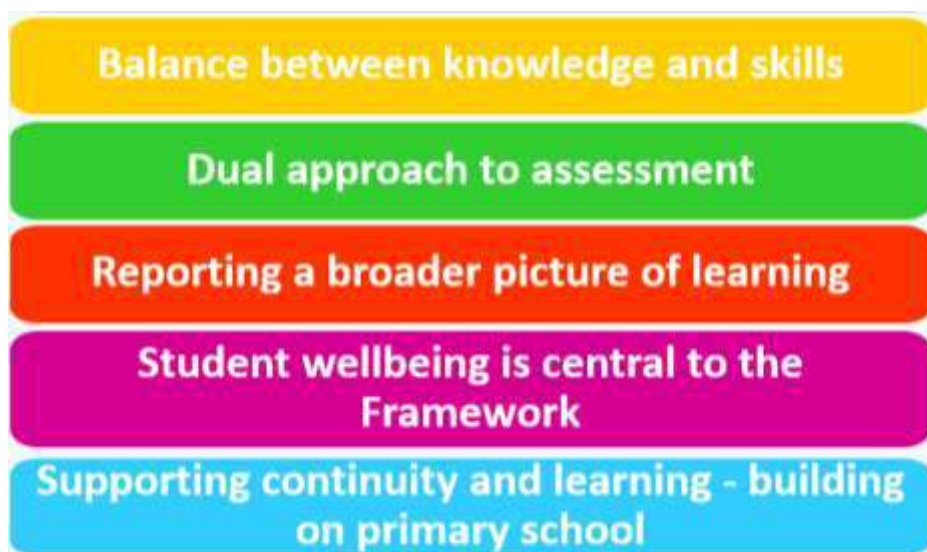 Balance between knowledge and skills
Dual approach to assessment
Reporting a broader picture of learning
Student wellbeing is central to the
Framework
Supporting continuity and learning - building
on primary school